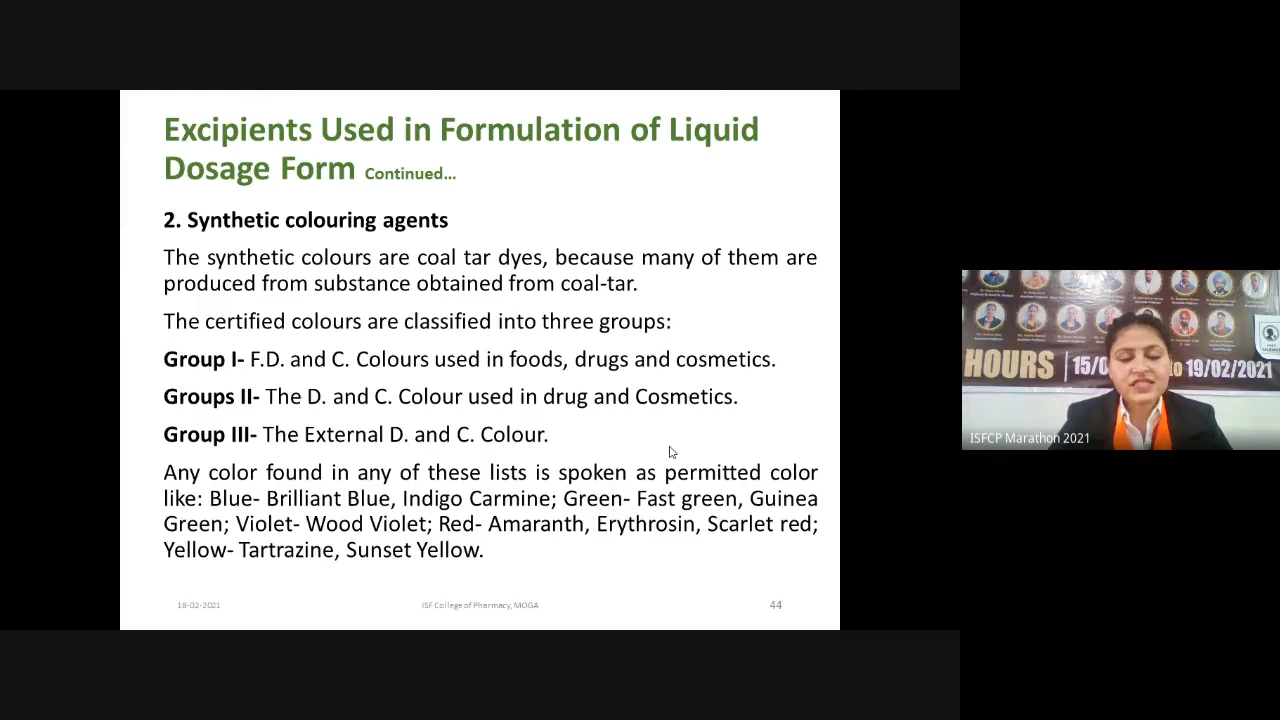 Excipients Used in Formulation of Liquid
Dosage Form Continued...
2. Synthetic colouring agents
The synthetic colours are coal tar dyes, because many of them are
produced from substance obtained from coal-tar.
The certified colours are classified into three groups:
Group I- F.D. and C. Colours used in foods, drugs and cosmetics.
Groups II- The D. and C. Colour used in drug and Cosmetics.
Group III- The External D. and C. Colour.
Any color found in any of these lists is spoken as permitted color
like: Blue- Brilliant Blue, Indigo Carmine; Green- Fast green, Guinea
Green; Violet- Wood Violet; Red- Amaranth, Erythrosin, Scarlet red;
Yellow- Tartrazine, Sunset Yellow.
18-02-2021
ISF College of Pharmacy, MOGA
44
HOURS 15/0 to 19/02/2021
ISFCP Marathon 2021